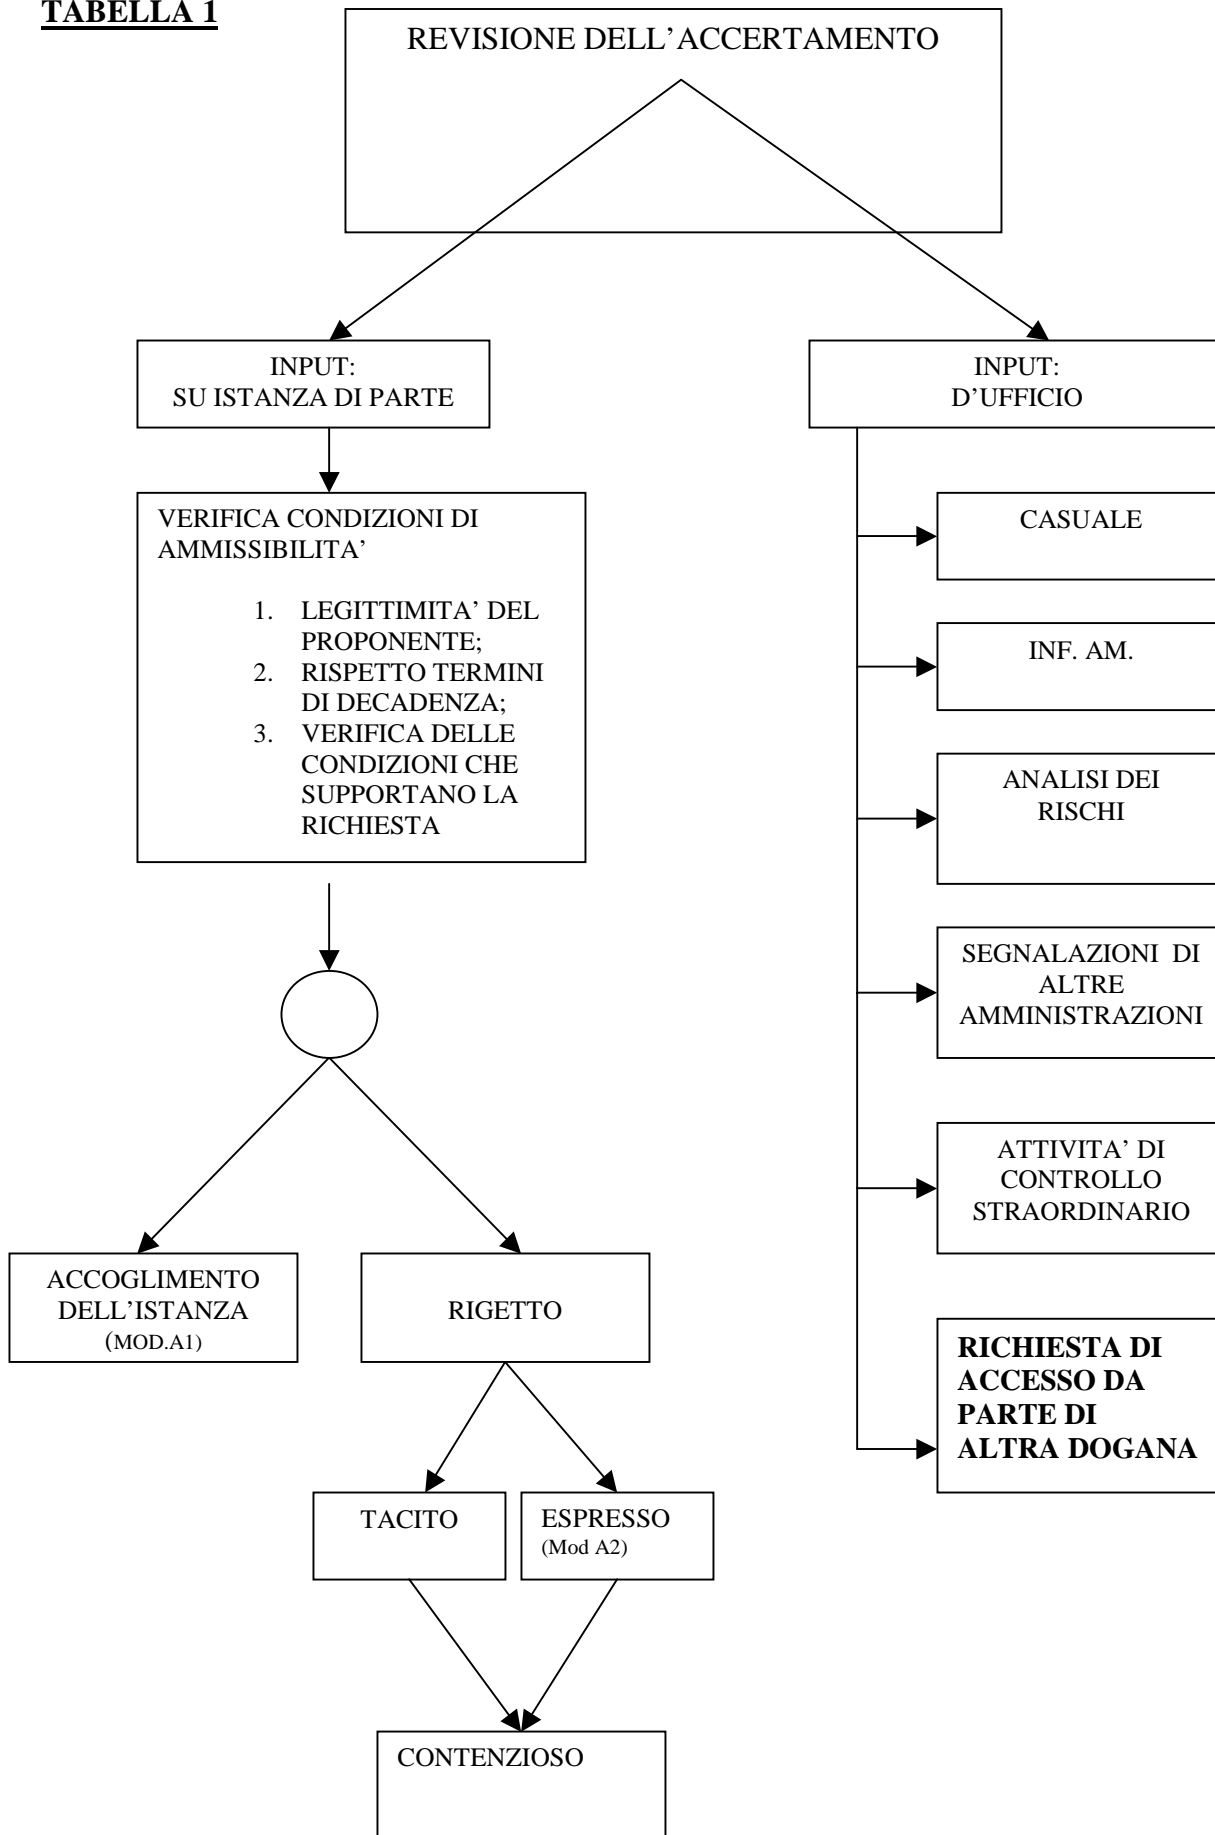 TABELLA 1
REVISIONE DELL’ACCERTAMENTO
INPUT:
SU ISTANZA DI PARTE
INPUT:
D’UFFICIO
VERIFICA CONDIZIONI DI
AMMISSIBILITA’
1. LEGITTIMITA’ DEL
PROPONENTE;
2. RISPETTO TERMINI
DI DECADENZA;
3. VERIFICA DELLE
CONDIZIONI CHE
SUPPORTANO LA
RICHIESTA
CASUALE
INF. AM.
ANALISI DEI
RISCHI
SEGNALAZIONI DI
ALTRE
AMMINISTRAZIONI
ATTIVITA’ DI
CONTROLLO
STRAORDINARIO
RICHIESTA DI
ACCESSO DA
PARTE DI
ALTRA DOGANA
ACCOGLIMENTO
DELL’ISTANZA
(MOD.A1)
RIGETTO
TACITO
ESPRESSO
(Mod A2)
CONTENZIOSO